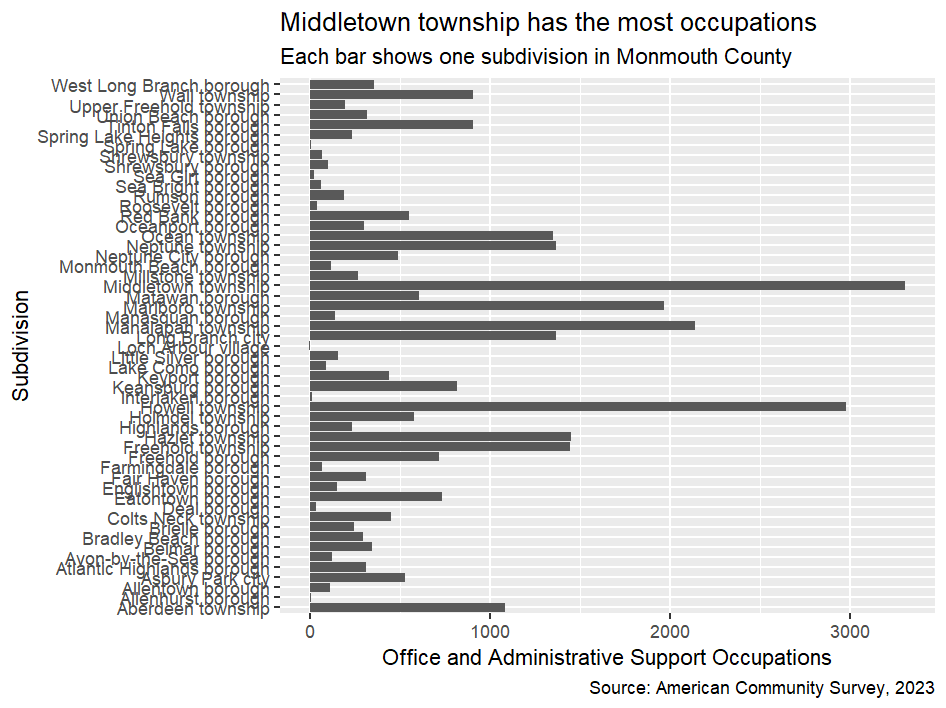 Middletown township has the most occupations
Each bar shows one subdivision in Monmouth County
West Long Branch borough
Wall township
Upper Freehold township
Union Beach borough
Tinton Falls borough
Spring Lake Heights borough
Spring Lake borough
Shrewsbury township
Shrewsbury borough
Sea Girt borough
Sea Bright borough
Rumson borough
Roosevelt borough
Red Bank borough
Oceanport borough
Ocean township
Neptune township
Neptune City borough
Monmouth Beach borough
Millstone township
Middletown township
Matawan borough
Marlboro township
Manasquan borough
Manalapan township
Long Branch city
Loch Arbour village
Little Silver borough
Lake Como borough
Keyport borough
Keansburg borough
Interlaken borough
Howell township
Holmdel township
Highlands borough
Hazlet township
Freehold township
Freehold borough
Farmingdale borough
Fair Haven borough
Englishtown borough
Eatontown borough
Deal borough
Colts Neck township
Brielle borough
Bradley Beach borough
Belmar borough
Avon-by-the-Sea borough
Atlantic Highlands borough
Asbury Park city
Allentown borough
Allenhurst borough
Aberdeen township
Subdivision
0 1000 2000 3000
Office and Administrative Support Occupations
Source: American Community Survey, 2023